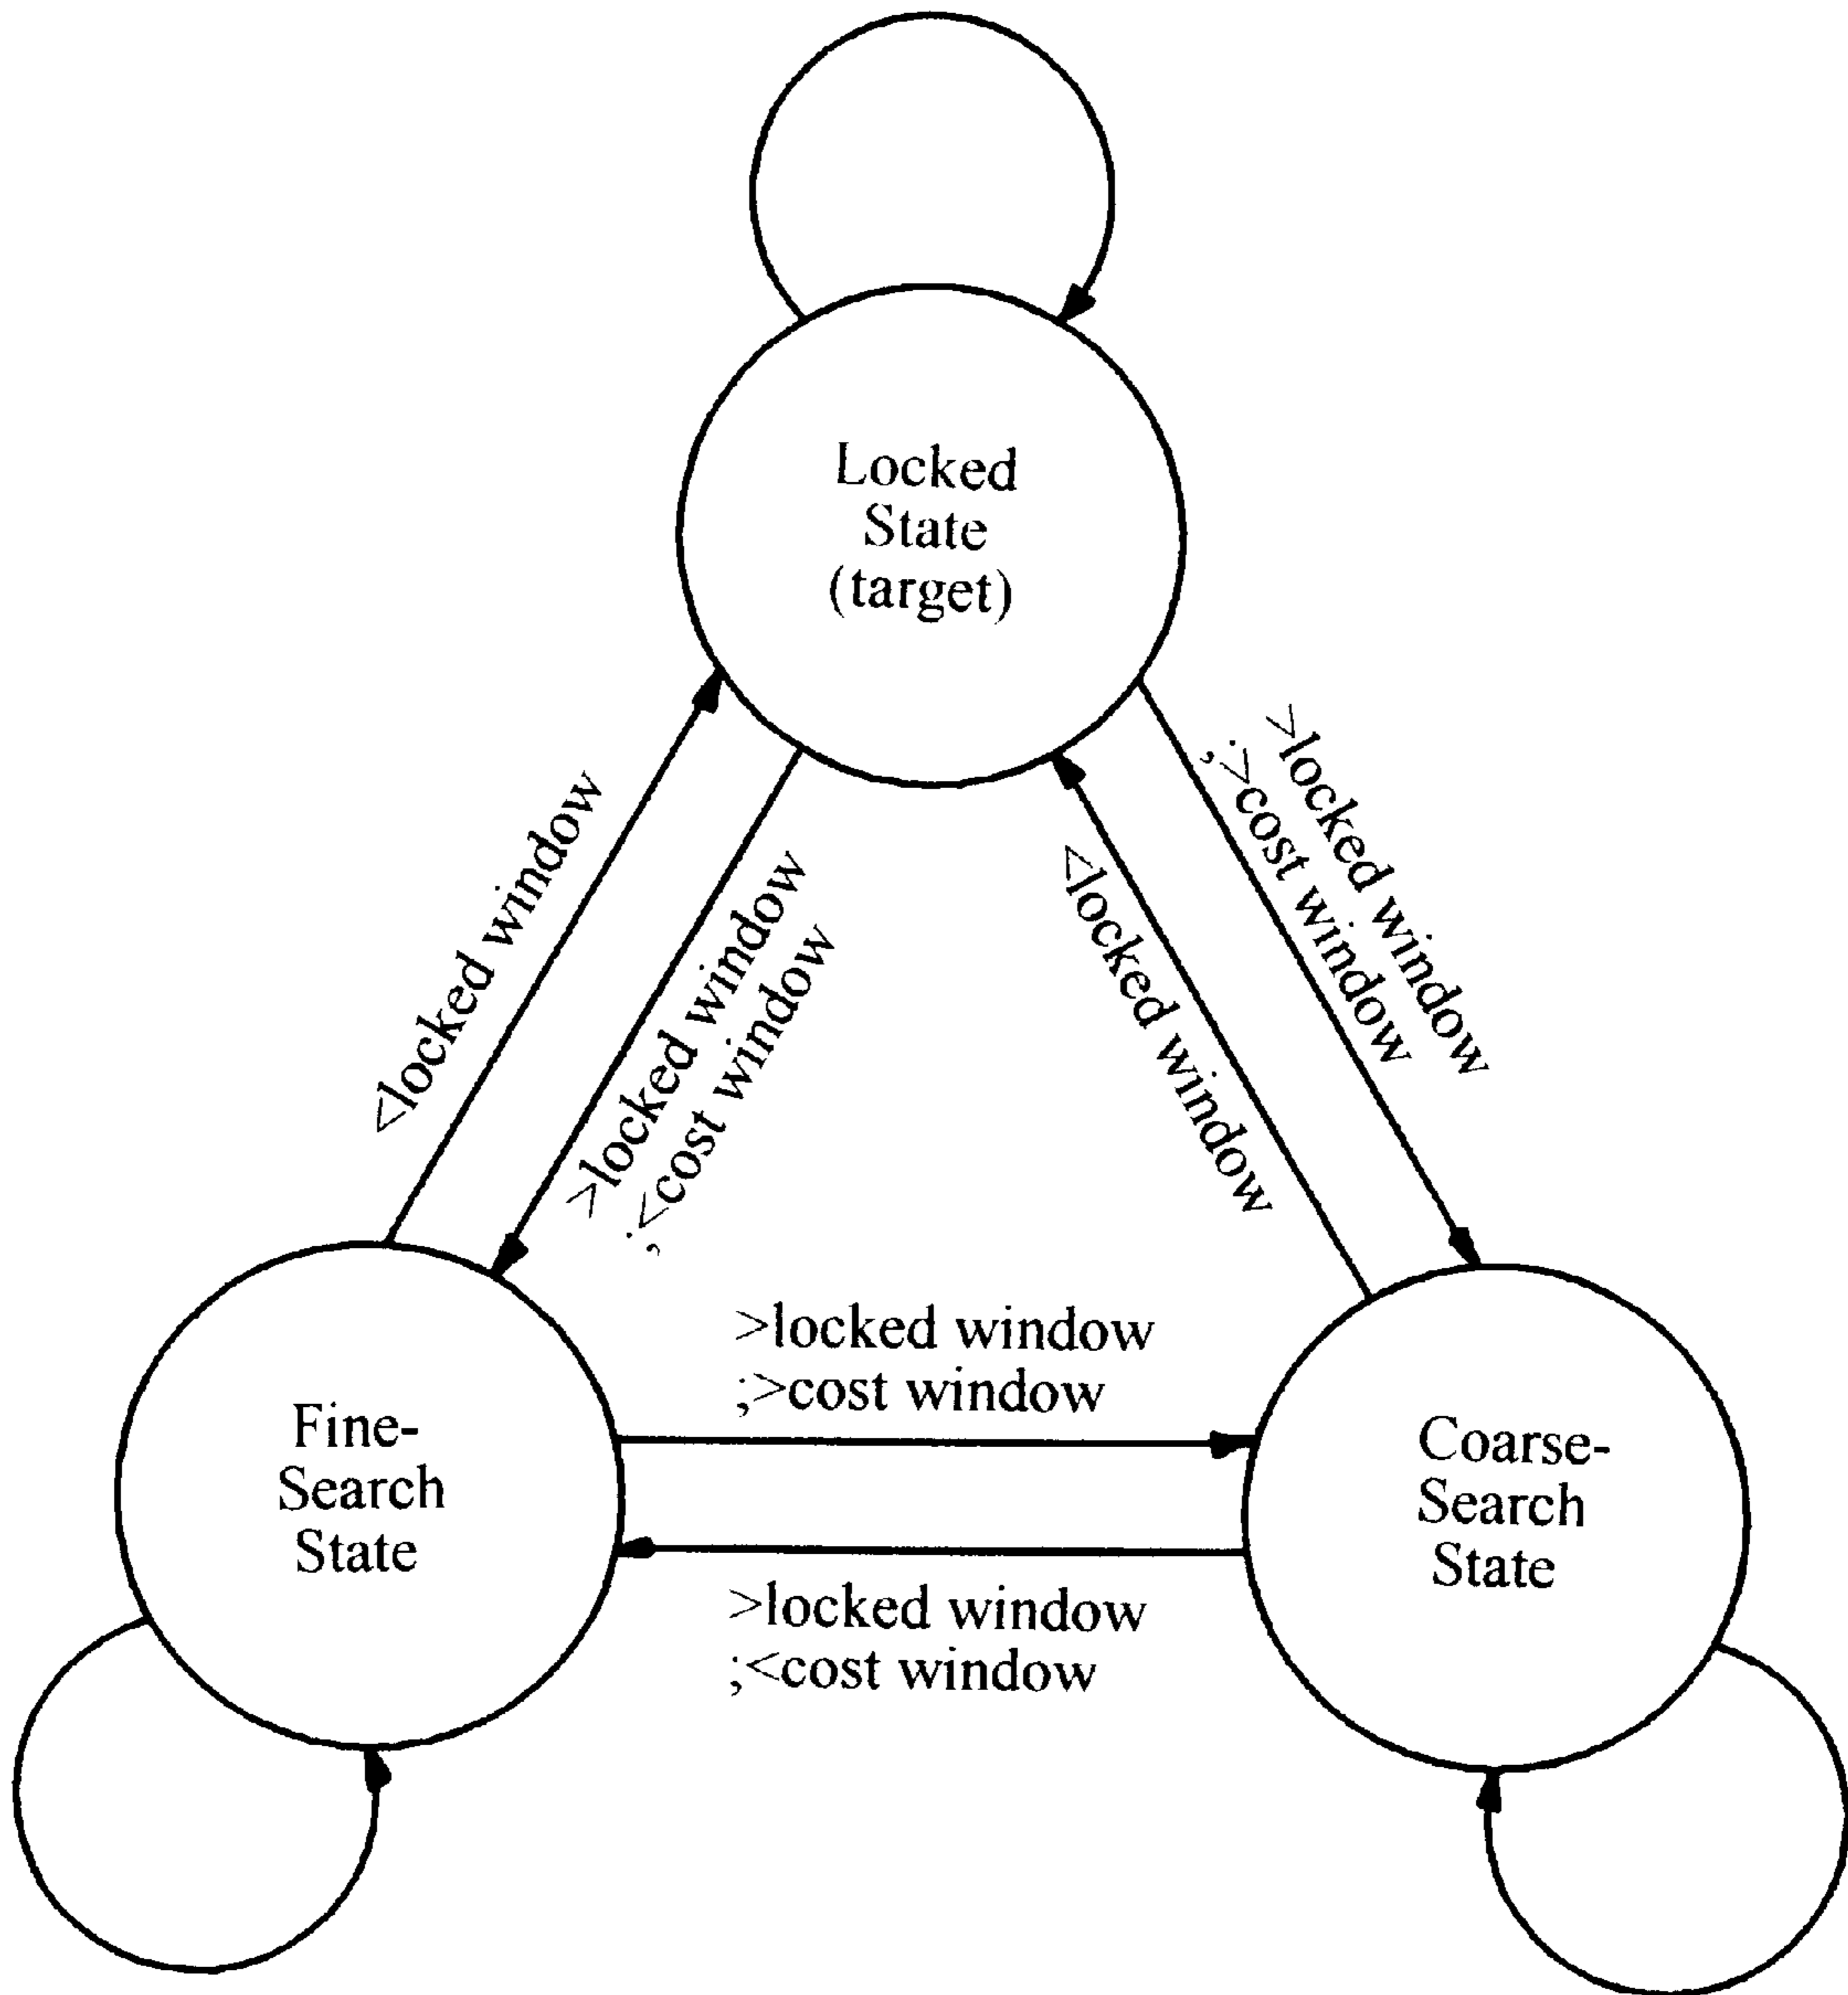 Locked
State
(target)
<locked window
>locked window
;<cost window
<locked window
>locked window
;>cost window
>locked window
;>cost window
Fine-
Search
State
Coarse-
Search
State
>locked window
;<cost window